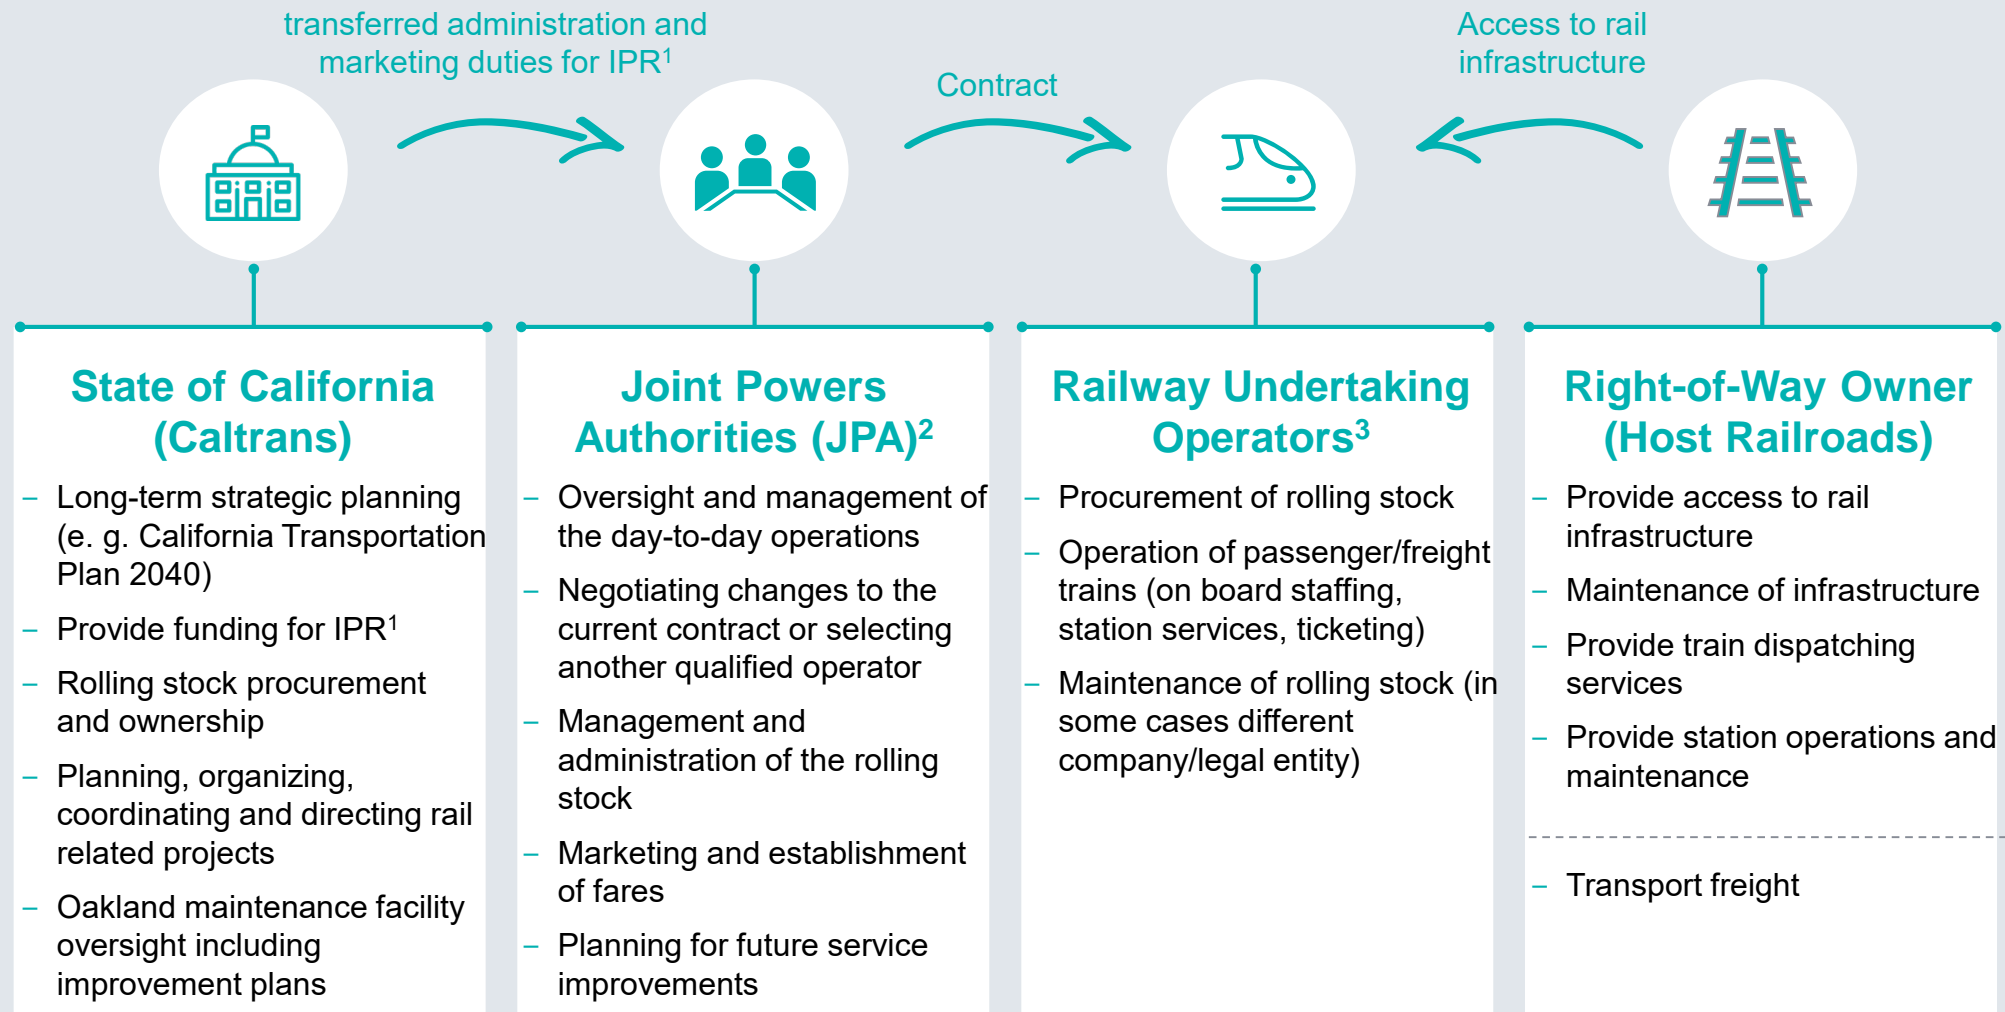 transferred administration and
marketing duties for IPR¹
Contract
Access to rail
infrastructure
State of California
(Caltrans)
– Long-term strategic planning
(e. g. California Transportation
Plan 2040)
– Provide funding for IPR¹
– Rolling stock procurement
and ownership
– Planning, organizing,
coordinating and directing rail
related projects
– Oakland maintenance facility
oversight including
improvement plans
Joint Powers
Authorities (JPA)²
– Oversight and management of
the day-to-day operations
– Negotiating changes to the
current contract or selecting
another qualified operator
– Management and
administration of the rolling
stock
– Marketing and establishment
of fares
– Planning for future service
improvements
Railway Undertaking
Operators³
– Procurement of rolling stock
– Operation of passenger/freight
trains (on board staffing,
station services, ticketing)
– Maintenance of rolling stock (in
some cases different
company/legal entity)
Right-of-Way Owner
(Host Railroads)
– Provide access to rail
infrastructure
– Maintenance of infrastructure
– Provide train dispatching
services
– Provide station operations and
maintenance
– Transport freight